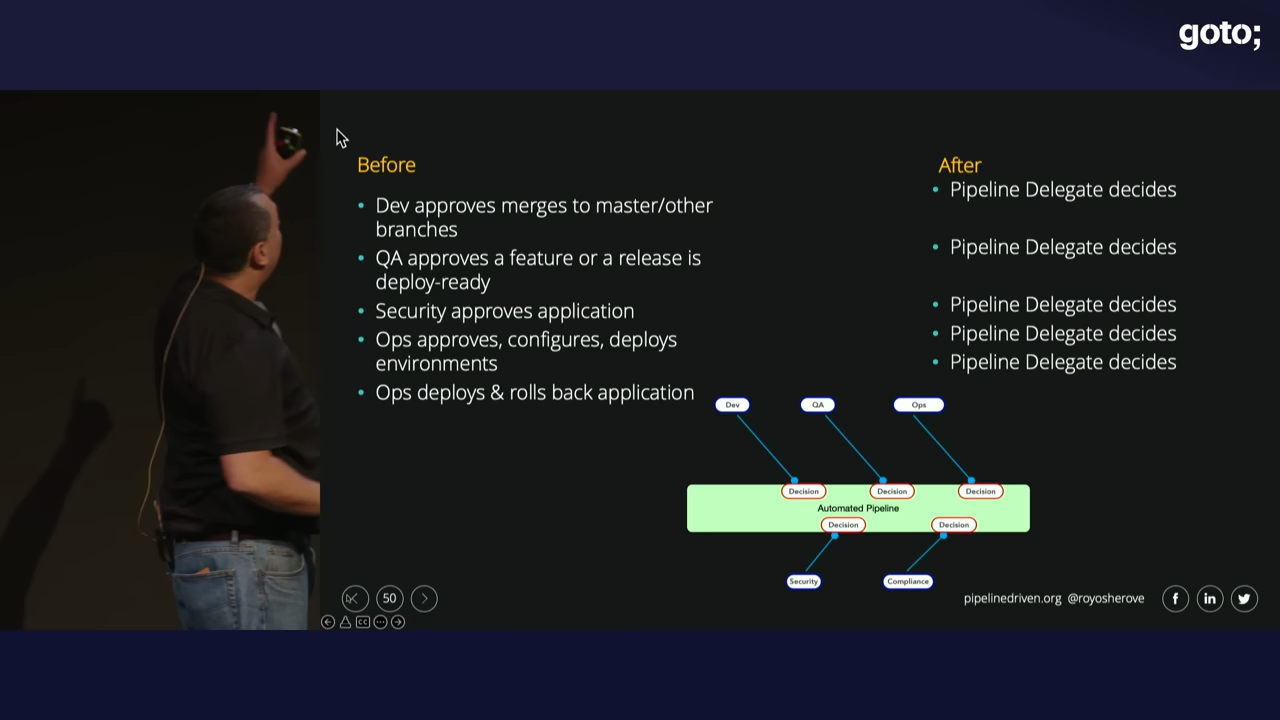 goto;
Before
• Dev approves merges to master/other
branches
• QA approves a feature or a release is
deploy-ready
• Security approves application
• Ops approves, configures, deploys
environments
• Ops deploys & rolls back application
After
• Pipeline Delegate decides
• Pipeline Delegate decides
• Pipeline Delegate decides
• Pipeline Delegate decides
• Pipeline Delegate decides
Dev
QA
Ops
Decision
Decision
Decision
Automated Pipeline
Decision
Decision
Security
Compliance
50
CC
pipelinedriven.org @royosherove
f
in